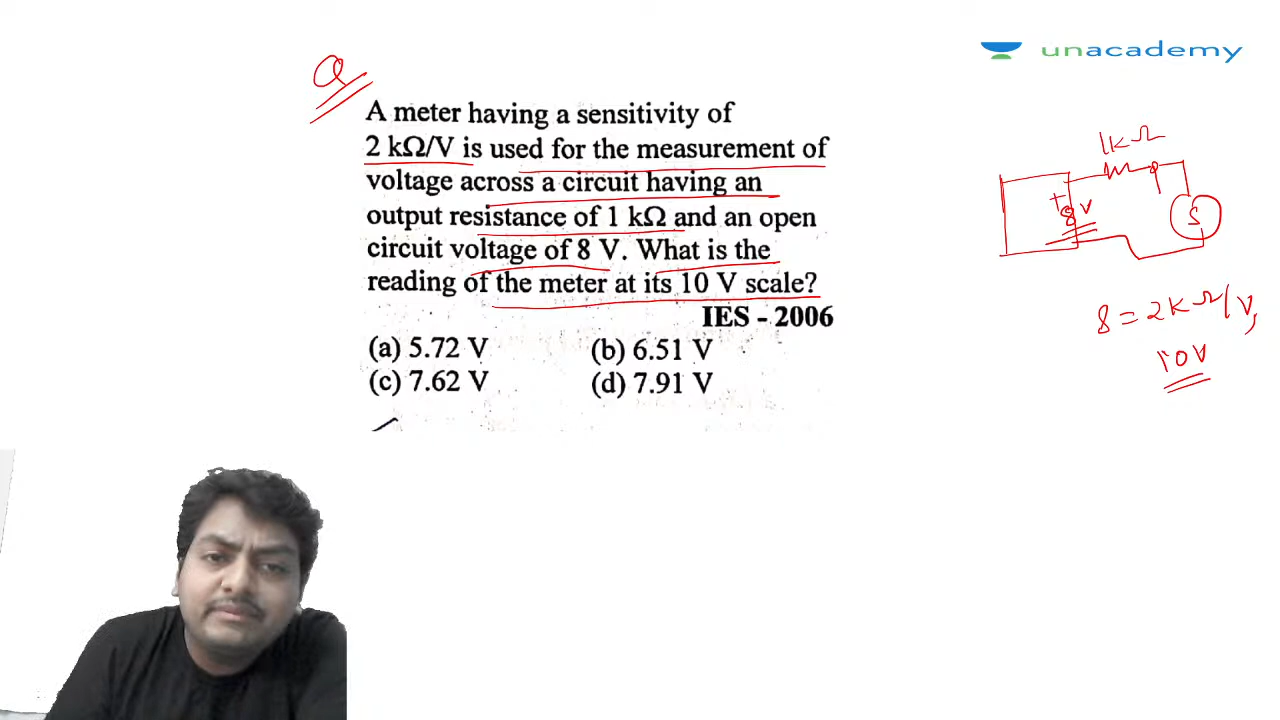 Q
unacademy
A meter having a sensitivity of
2 kΩ/V is used for the measurement of
voltage across a circuit having an
output resistance of 1 kΩ and an open
circuit voltage of 8 V. What is the
reading of the meter at its 10 V scale?
IES - 2006
(a) 5.72 V (b) 6.51 V
(c) 7.62 V (d) 7.91 V
1kΩ
+
8 V
S
8 = 2kΩ/V,
10V